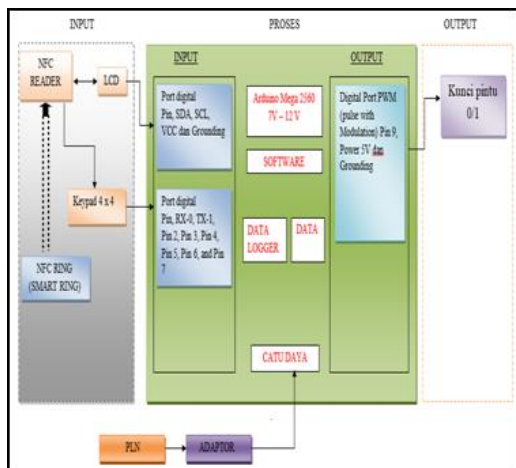 INPUT
PROSES
OUTPUT
NFC
READER
LCD
Keypad 4 x 4
NFC RING
(SMART RING)
INPUT
Port digital
Pin, SDA, SCL,
VCC dan Grounding
Port digital
Pin, RX-0, TX-1,
Pin 2, Pin 3, Pin 4,
Pin 5, Pin 6, and Pin
7
Arduino Mega 2560
7V – 12 V
SOFTWARE
DATA
LOGGER
DATA
CATU DAYA
OUTPUT
Digital Port PWM
(pulse with
Modulation) Pin 9,
Power 5V dan
Grounding
Kunci pintu
0/1
PLN
ADAPTOR